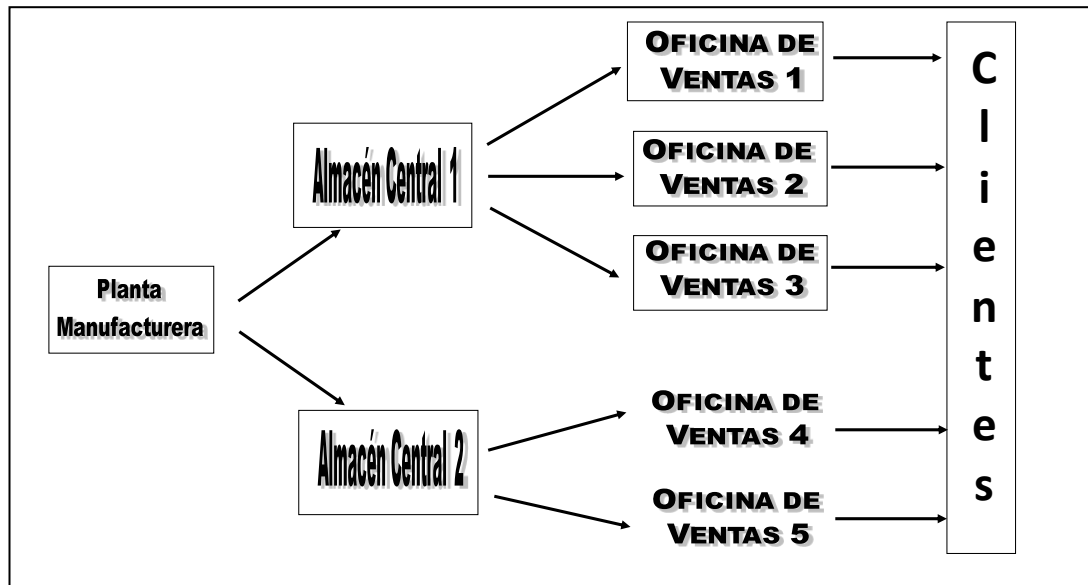 Planta
Manufacturera
Almacén Central 1
Almacén Central 2
OFICINA DE
VENTAS 1
OFICINA DE
VENTAS 2
OFICINA DE
VENTAS 3
OFICINA DE
VENTAS 4
OFICINA DE
VENTAS 5
Clientes